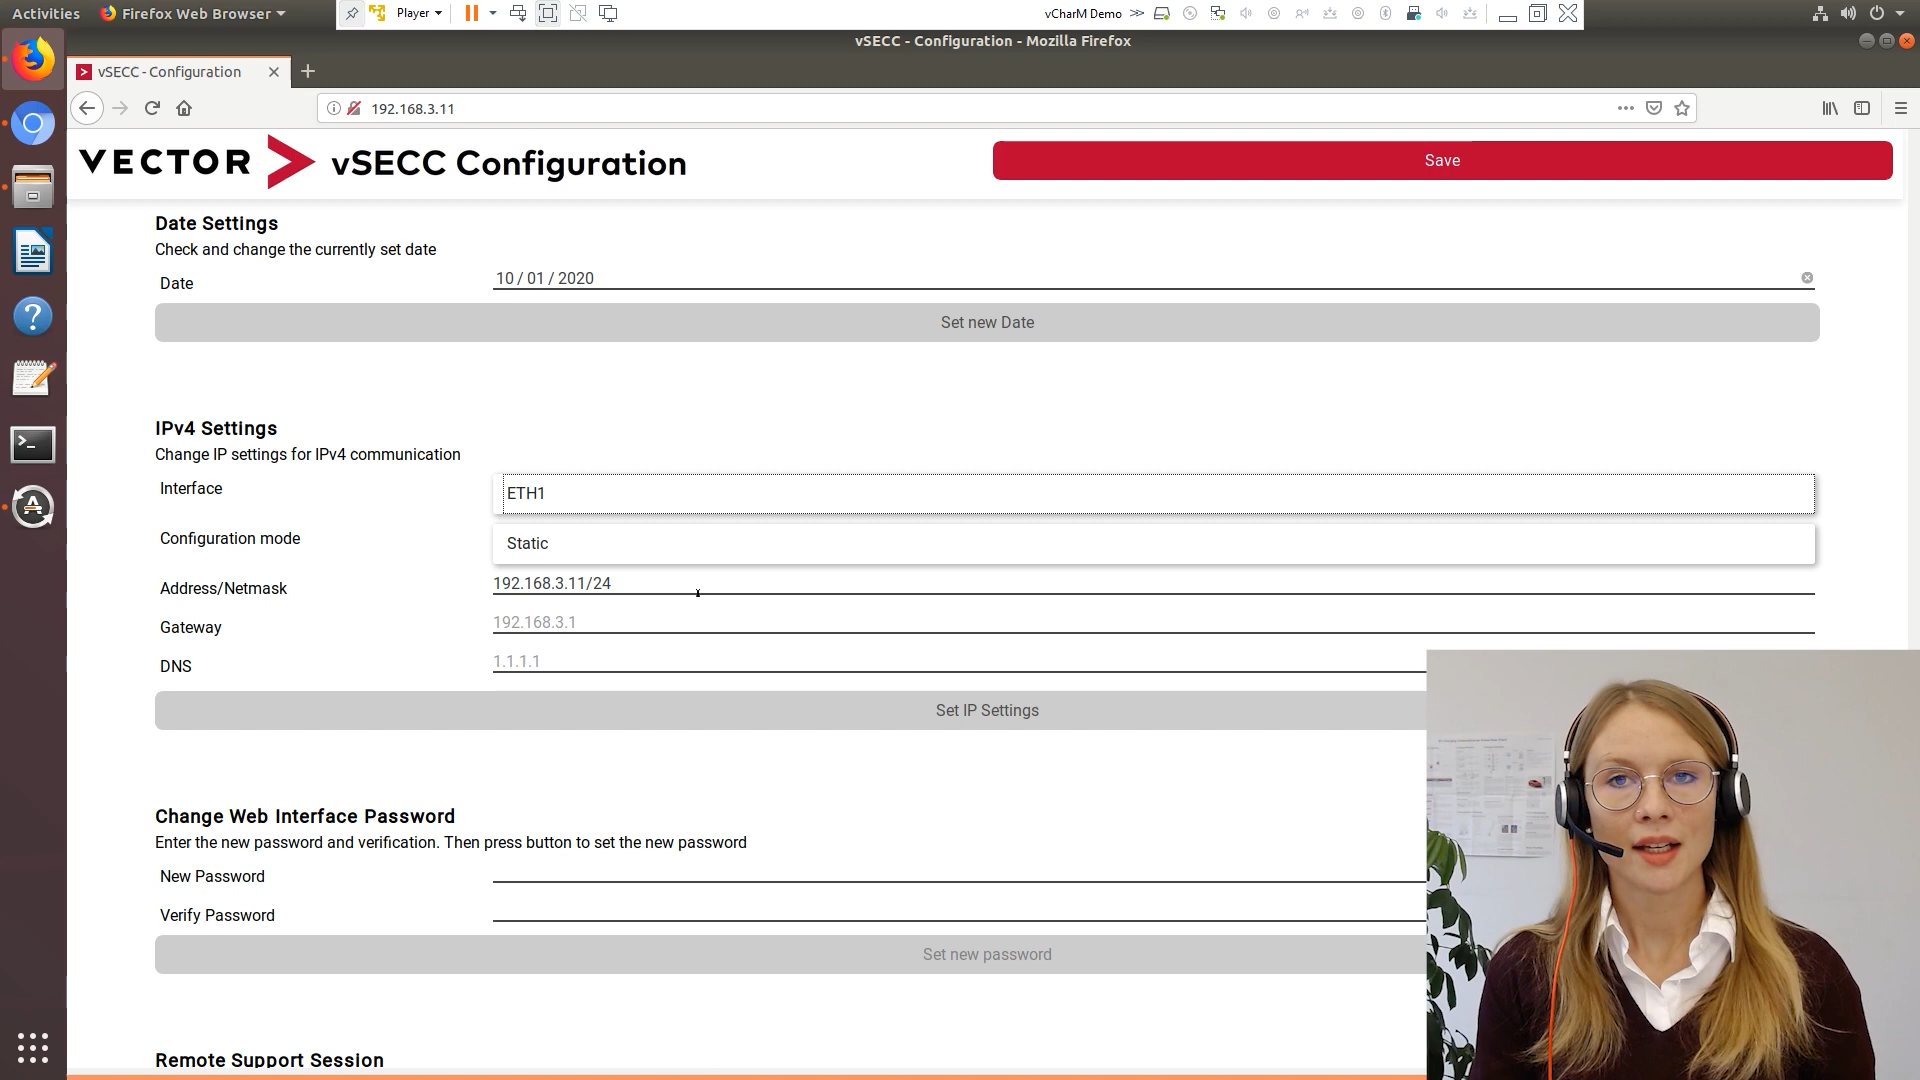 Activities Firefox Web Browser Player vCharM Demo
vSECC - Configuration - Mozilla Firefox
vSECC - Configuration
192.168.3.11
VECTOR vSECC Configuration Save
Date Settings
Check and change the currently set date
Date 10 / 01 / 2020
Set new Date
IPv4 Settings
Change IP settings for IPv4 communication
Interface ETH1
Configuration mode Static
Address/Netmask 192.168.3.11/24
Gateway 192.168.3.1
DNS 1.1.1.1
Set IP Settings
Change Web Interface Password
Enter the new password and verification. Then press button to set the new password
New Password
Verify Password
Set new password
Remote Support Session